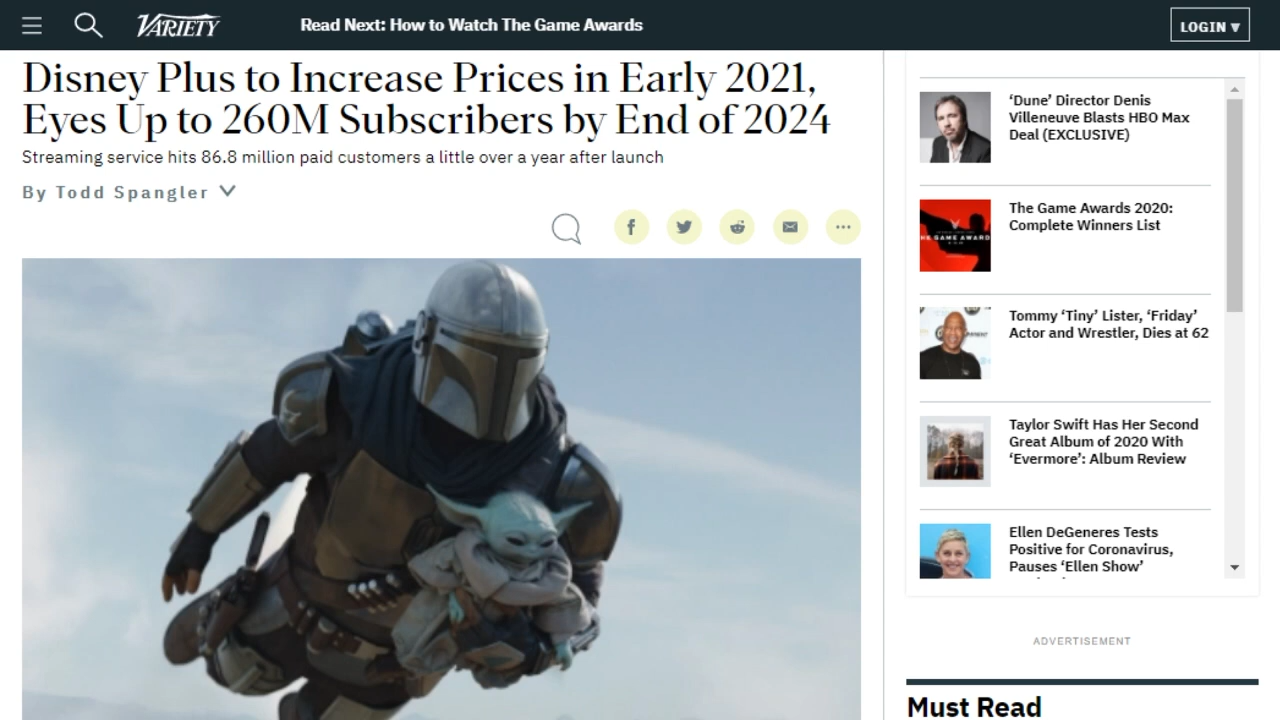 VARIETY
Read Next: How to Watch The Game Awards
LOGIN ▾
Disney Plus to Increase Prices in Early 2021,
Eyes Up to 260M Subscribers by End of 2024
Streaming service hits 86.8 million paid customers a little over a year after launch
By Todd Spangler
‘Dune’ Director Denis
Villeneuve Blasts HBO Max
Deal (EXCLUSIVE)
The Game Awards 2020:
Complete Winners List
Tommy ‘Tiny’ Lister, ‘Friday’
Actor and Wrestler, Dies at 62
Taylor Swift Has Her Second
Great Album of 2020 With
‘Evermore’: Album Review
Ellen DeGeneres Tests
Positive for Coronavirus,
Pauses ‘Ellen Show’
ADVERTISEMENT
Must Read